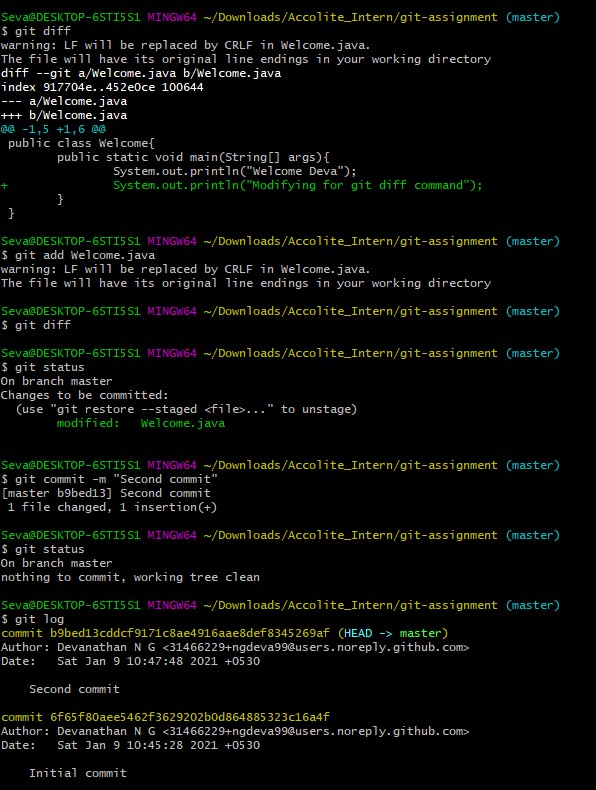 Seva@DESKTOP-6STI5S1 MINGW64 ~/Downloads/Accolite_Intern/git-assignment (master)
$ git diff
warning: LF will be replaced by CRLF in Welcome.java.
The file will have its original line endings in your working directory
diff --git a/Welcome.java b/Welcome.java
index 917704e..452e0ce 100644
--- a/Welcome.java
+++ b/Welcome.java
@@ -1,5 +1,6 @@
 public class Welcome{
        public static void main(String[] args){
                System.out.println("Welcome Deva");
+               System.out.println("Modifying for git diff command");
        }
 }
Seva@DESKTOP-6STI5S1 MINGW64 ~/Downloads/Accolite_Intern/git-assignment (master)
$ git add Welcome.java
warning: LF will be replaced by CRLF in Welcome.java.
The file will have its original line endings in your working directory
Seva@DESKTOP-6STI5S1 MINGW64 ~/Downloads/Accolite_Intern/git-assignment (master)
$ git diff
Seva@DESKTOP-6STI5S1 MINGW64 ~/Downloads/Accolite_Intern/git-assignment (master)
$ git status
On branch master
Changes to be committed:
  (use "git restore --staged <file>..." to unstage)
        modified:   Welcome.java
Seva@DESKTOP-6STI5S1 MINGW64 ~/Downloads/Accolite_Intern/git-assignment (master)
$ git commit -m "Second commit"
[master b9bed13] Second commit
 1 file changed, 1 insertion(+)
Seva@DESKTOP-6STI5S1 MINGW64 ~/Downloads/Accolite_Intern/git-assignment (master)
$ git status
On branch master
nothing to commit, working tree clean
Seva@DESKTOP-6STI5S1 MINGW64 ~/Downloads/Accolite_Intern/git-assignment (master)
$ git log
commit b9bed13cddcf9171c8ae4916aae8def8345269af (HEAD -> master)
Author: Devanathan N G <31466229+ngdeva99@users.noreply.github.com>
Date:   Sat Jan 9 10:47:48 2021 +0530
    Second commit
commit 6f65f80aee5462f3629202b0d864885323c16a4f
Author: Devanathan N G <31466229+ngdeva99@users.noreply.github.com>
Date:   Sat Jan 9 10:45:28 2021 +0530
    Initial commit